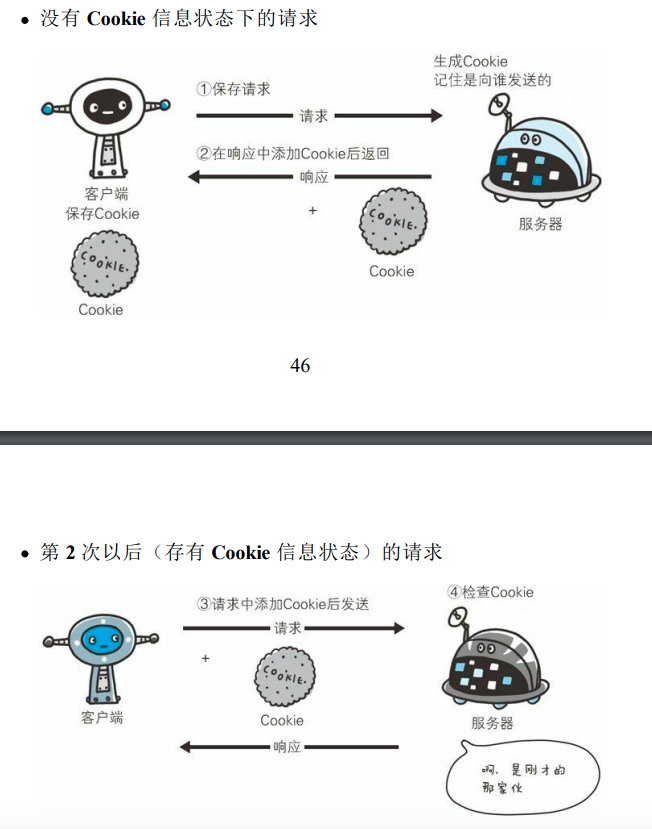 • 没有 Cookie 信息状态下的请求
生成Cookie
记住是向谁发送的
①保存请求
请求
②在响应中添加Cookie后返回
响应
客户端
保存Cookie
+
COOKIE.
服务器
COOKIE.
Cookie
Cookie
46
• 第 2 次以后（存有 Cookie 信息状态）的请求
④检查Cookie
③请求中添加Cookie后发送
请求
+
COOKIE.
客户端
Cookie
服务器
响应
啊，是刚才的
那家伙